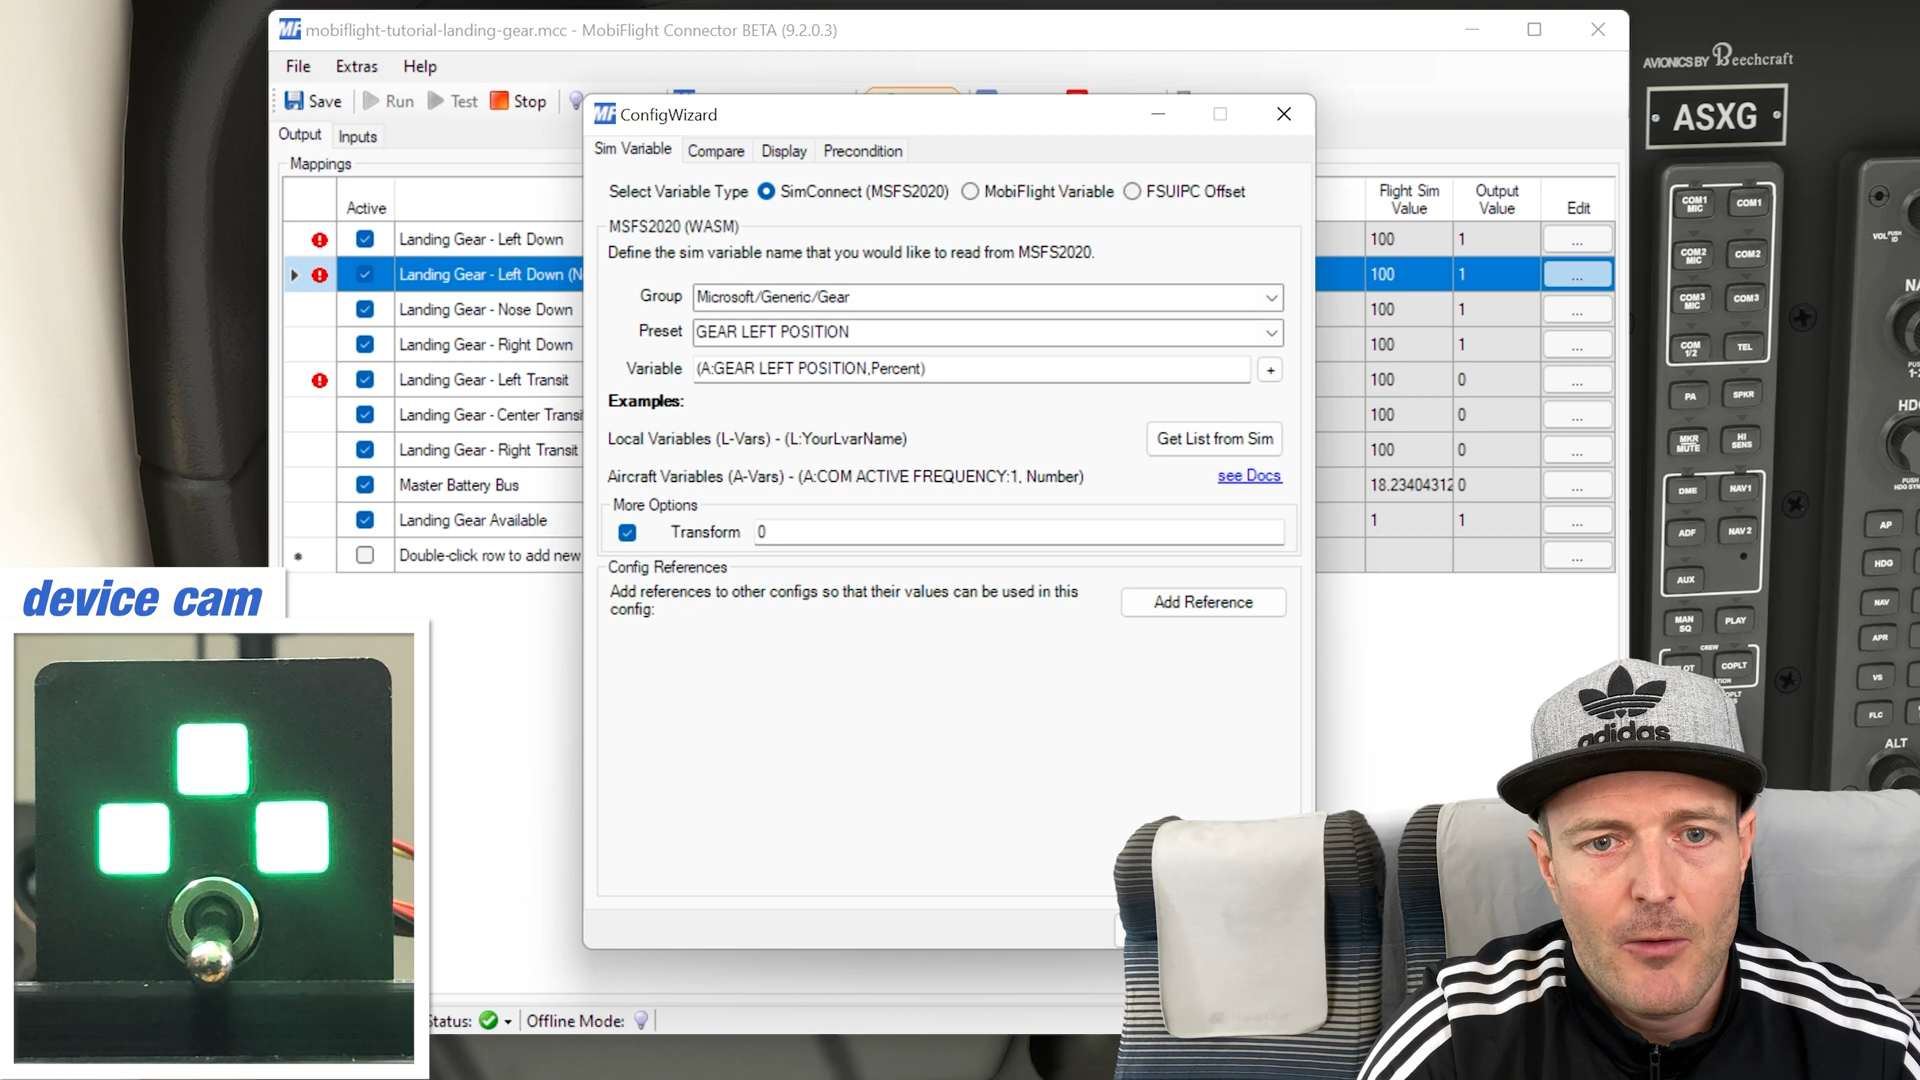 mobiflight-tutorial-landing-gear.mcc - MobiFlight Connector BETA (9.2.0.3)
File Extras Help
Save Run Test Stop
Output Inputs
Mappings
Active
Flight Sim Value
Output Value
Edit
Landing Gear - Left Down 100 1 ...
Landing Gear - Left Down (N 100 1 ...
Landing Gear - Nose Down 100 1 ...
Landing Gear - Right Down 100 1 ...
Landing Gear - Left Transit 100 0 ...
Landing Gear - Center Transi 100 0 ...
Landing Gear - Right Transit 100 0 ...
Master Battery Bus 18.23404312 0 ...
Landing Gear Available 1 1 ...
Double-click row to add new ...
Status: Offline Mode:
MF ConfigWizard
Sim Variable Compare Display Precondition
Select Variable Type SimConnect (MSFS2020) MobiFlight Variable FSUIPC Offset
MSFS2020 (WASM)
Define the sim variable name that you would like to read from MSFS2020.
Group Microsoft/Generic/Gear
Preset GEAR LEFT POSITION
Variable (A:GEAR LEFT POSITION,Percent) +
Examples:
Local Variables (L-Vars) - (L:YourLvarName) Get List from Sim
Aircraft Variables (A-Vars) - (A:COM ACTIVE FREQUENCY:1, Number) see Docs
More Options
Transform 0
Config References
Add references to other configs so that their values can be used in this
config:
Add Reference
device cam
AVIONICS BY Beechcraft
ASXG
COM1 MIC COM1
COM2 MIC COM2
COM3 MIC COM3
COM 1/2 TEL
PA SPKR
MKR MUTE HI SENS
DME NAV1
ADF NAV 2
AUX
MAN SQ PLAY
CREW
COPLT
AP
HDG
NAV
APR
VS
FLC
ALT
adidas